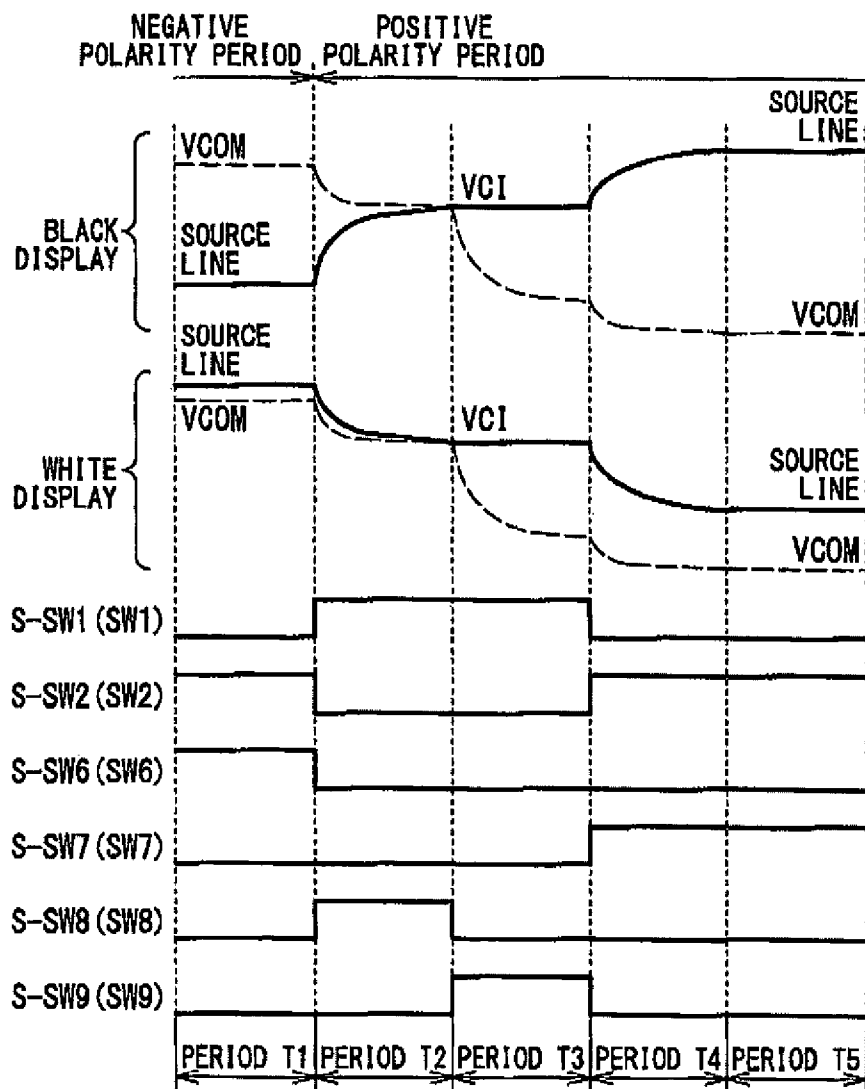 NEGATIVE
POLARITY PERIOD
POSITIVE
POLARITY PERIOD
SOURCE
LINE
VCOM
VCI
BLACK
DISPLAY
SOURCE
LINE
VCOM
SOURCE
LINE
VCOM
VCI
WHITE
DISPLAY
SOURCE
LINE
VCOM
S-SW1(SW1)
S-SW2(SW2)
S-SW6(SW6)
S-SW7(SW7)
S-SW8(SW8)
S-SW9(SW9)
PERIOD T1 PERIOD T2 PERIOD T3 PERIOD T4 PERIOD T5